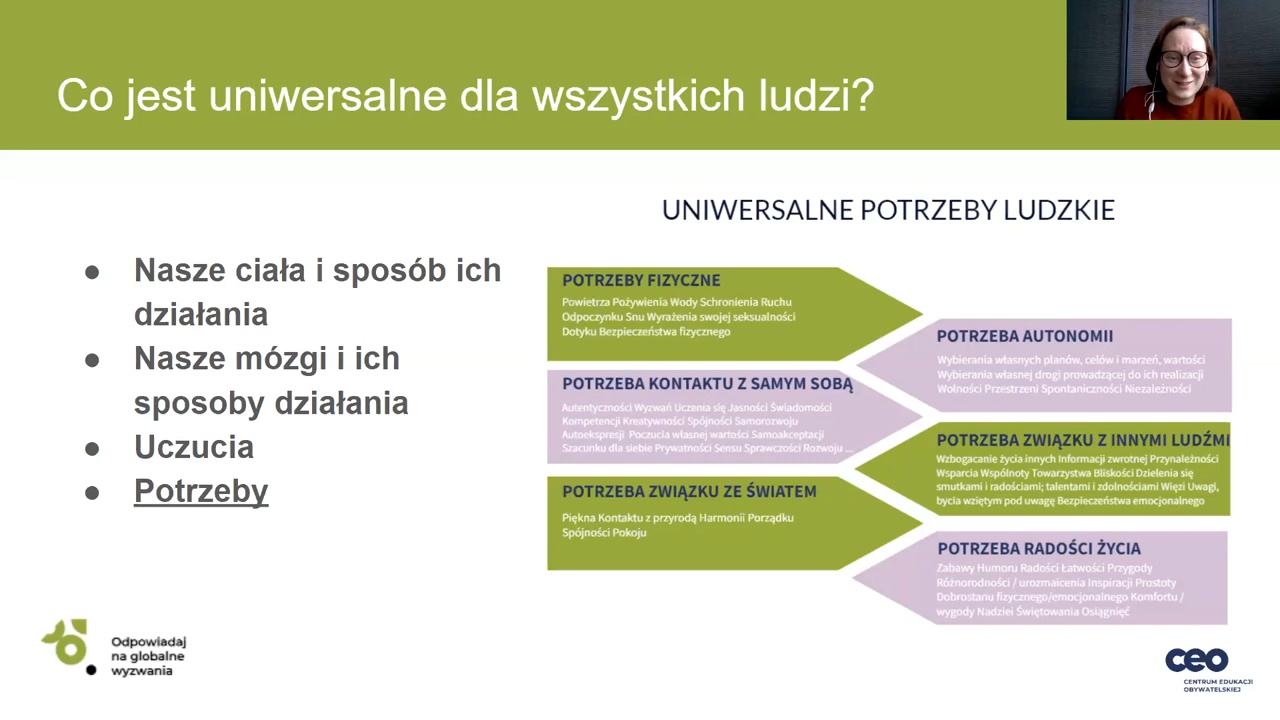 Co jest uniwersalne dla wszystkich ludzi?
● Nasze ciała i sposób ich
działania
● Nasze mózgi i ich
sposoby działania
● Uczucia
● Potrzeby
UNIWERSALNE POTRZEBY LUDZKIE
POTRZEBY FIZYCZNE
Powietrza Pożywienia Wody Schronienia Ruchu
Odpoczynku Snu Wyrażenia swojej seksualności
Dotyku Bezpieczeństwa fizycznego
POTRZEBA AUTONOMII
Wybierania własnych planów, celów i marzeń, wartości
Wybierania własnej drogi prowadzącej do ich realizacji
Wolności Przestrzeni Spontaniczności Niezależności
POTRZEBA KONTAKTU Z SAMYM SOBĄ
Autentyczności Wyzwań Uczenia się Jasności Świadomości
Kompetencji Kreatywności Spójności Samorozwoju
Autoekspresji Poczucia własnej wartości Samoakceptacji
Szacunku dla siebie Prywatności Sensu Sprawczości Rozwoju ...
POTRZEBA ZWIĄZKU Z INNYMI LUDŹMI
Wzbogacanie życia innych Informacji zwrotnej Przynależności
Wsparcia Wspólnoty Towarzystwa Bliskości Dzielenia się
smutkami i radościami; talentami i zdolnościami Więzi Uwagi,
bycia wziętym pod uwagę Bezpieczeństwa emocjonalnego
POTRZEBA ZWIĄZKU ZE ŚWIATEM
Piękna Kontaktu z przyrodą Harmonii Porządku
Spójności Pokoju
POTRZEBA RADOŚCI ŻYCIA
Zabawy Humoru Radości Łatwości Przygody
Różnorodności / urozmaicenia Inspiracji Prostoty
Dobrostanu fizycznego/emocjonalnego Komfortu /
wygody Nadziei Świętowania Osiągnięć
Odpowiadaj
na globalne
wyzwania
ceo
CENTRUM EDUKACJI
OBYWATELSKIEJ